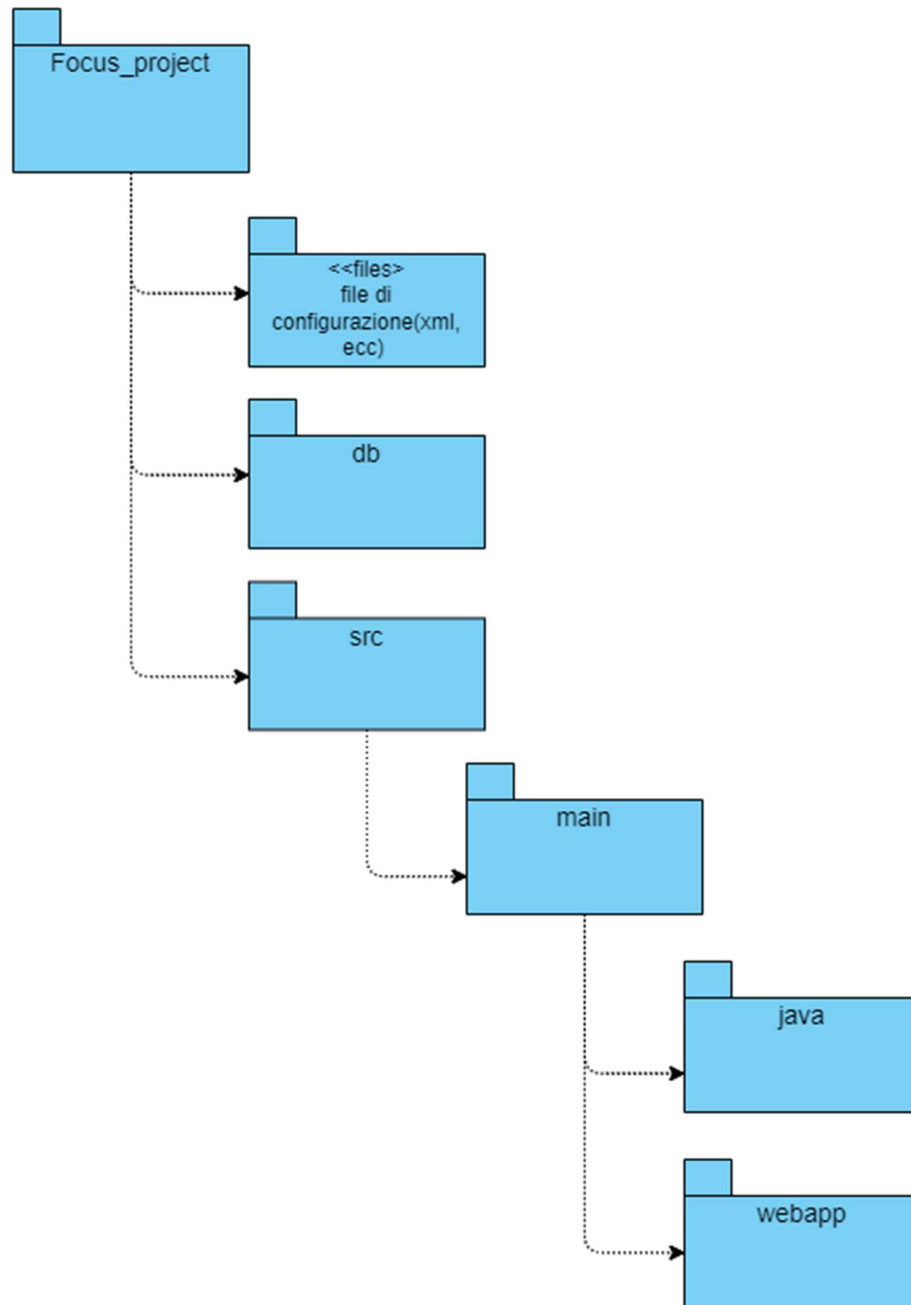 Focus_project
<<files>
file di
configurazione(xml,
ecc)
db
src
main
java
webapp